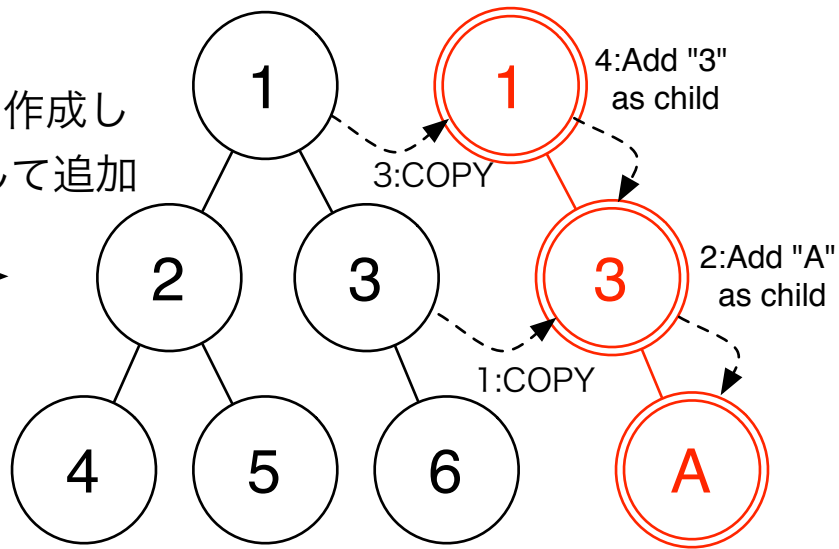 作成し
して追加
1
1
4:Add "3"
as child
3:COPY
2
3
3
2:Add "A"
as child
1:COPY
4
5
6
A